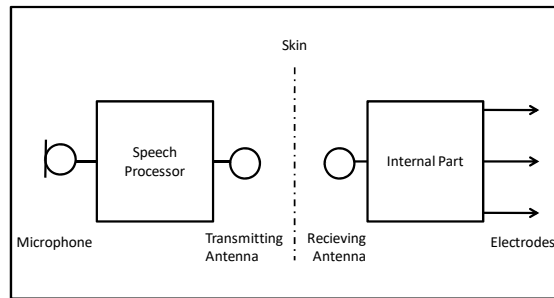 Skin
Speech
Processor
Internal Part
Microphone
Transmitting
Antenna
Recieving
Antenna
Electrodes